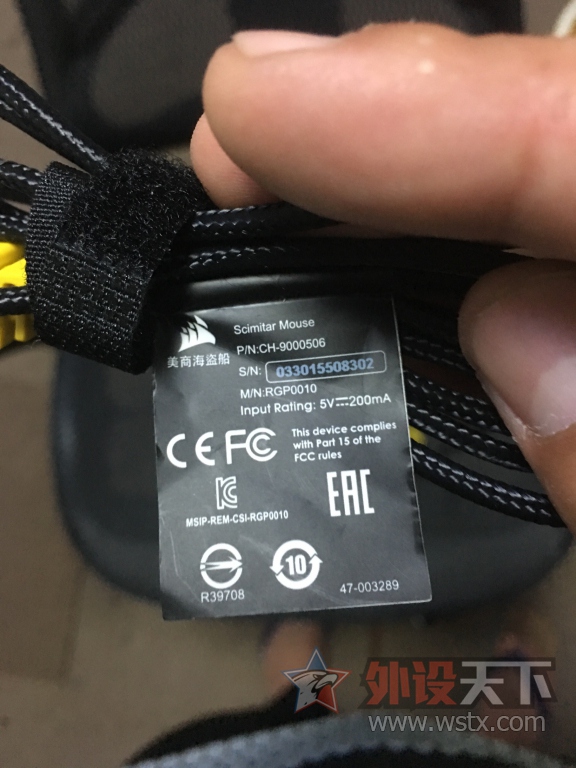 Scimitar Mouse
美商海盗船
P/N:CH-9000506
S/N: 033015508302
M/N:RGP0010
Input Rating: 5V⎓200mA
CE FC
This device complies
with Part 15 of the
FCC rules
EAC
MSIP-REM-CSI-RGP0010
10
R39708
47-003289
外设天下
www.wstx.com